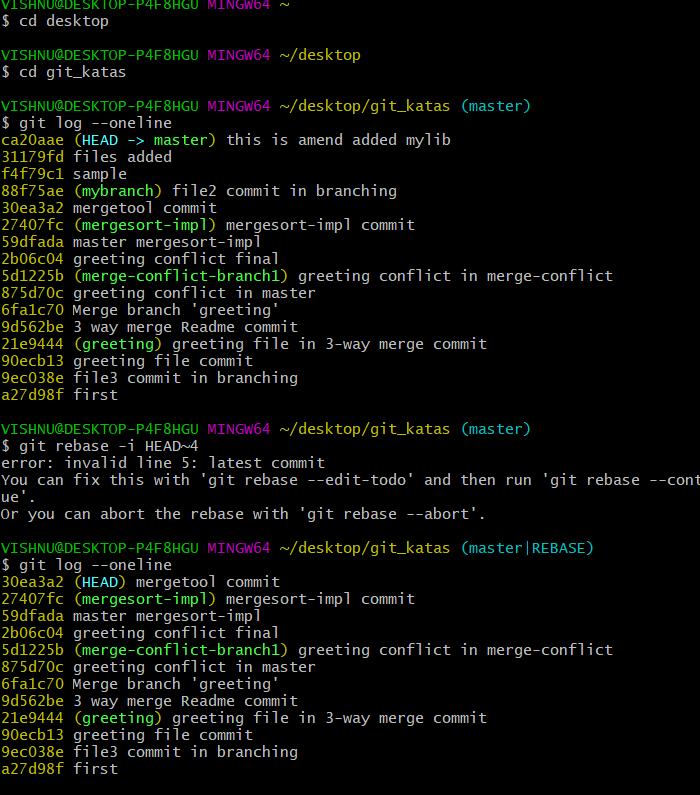 VISHNU@DESKTOP-P4F8HGU MINGW64 ~
$ cd desktop
VISHNU@DESKTOP-P4F8HGU MINGW64 ~/desktop
$ cd git_katas
VISHNU@DESKTOP-P4F8HGU MINGW64 ~/desktop/git_katas (master)
$ git log --oneline
ca20aae (HEAD -> master) this is amend added mylib
31179fd files added
f4f79c1 sample
88f75ae (mybranch) file2 commit in branching
30ea3a2 mergetool commit
27407fc (mergesort-impl) mergesort-impl commit
59dfada master mergesort-impl
2b06c04 greeting conflict final
5d1225b (merge-conflict-branch1) greeting conflict in merge-conflict
875d70c greeting conflict in master
6fa1c70 Merge branch 'greeting'
9d562be 3 way merge Readme commit
21e9444 (greeting) greeting file in 3-way merge commit
90ecb13 greeting file commit
9ec038e file3 commit in branching
a27d98f first
VISHNU@DESKTOP-P4F8HGU MINGW64 ~/desktop/git_katas (master)
$ git rebase -i HEAD~4
error: invalid line 5: latest commit
You can fix this with 'git rebase --edit-todo' and then run 'git rebase --cont
ue'.
Or you can abort the rebase with 'git rebase --abort'.
VISHNU@DESKTOP-P4F8HGU MINGW64 ~/desktop/git_katas (master|REBASE)
$ git log --oneline
30ea3a2 (HEAD) mergetool commit
27407fc (mergesort-impl) mergesort-impl commit
59dfada master mergesort-impl
2b06c04 greeting conflict final
5d1225b (merge-conflict-branch1) greeting conflict in merge-conflict
875d70c greeting conflict in master
6fa1c70 Merge branch 'greeting'
9d562be 3 way merge Readme commit
21e9444 (greeting) greeting file in 3-way merge commit
90ecb13 greeting file commit
9ec038e file3 commit in branching
a27d98f first